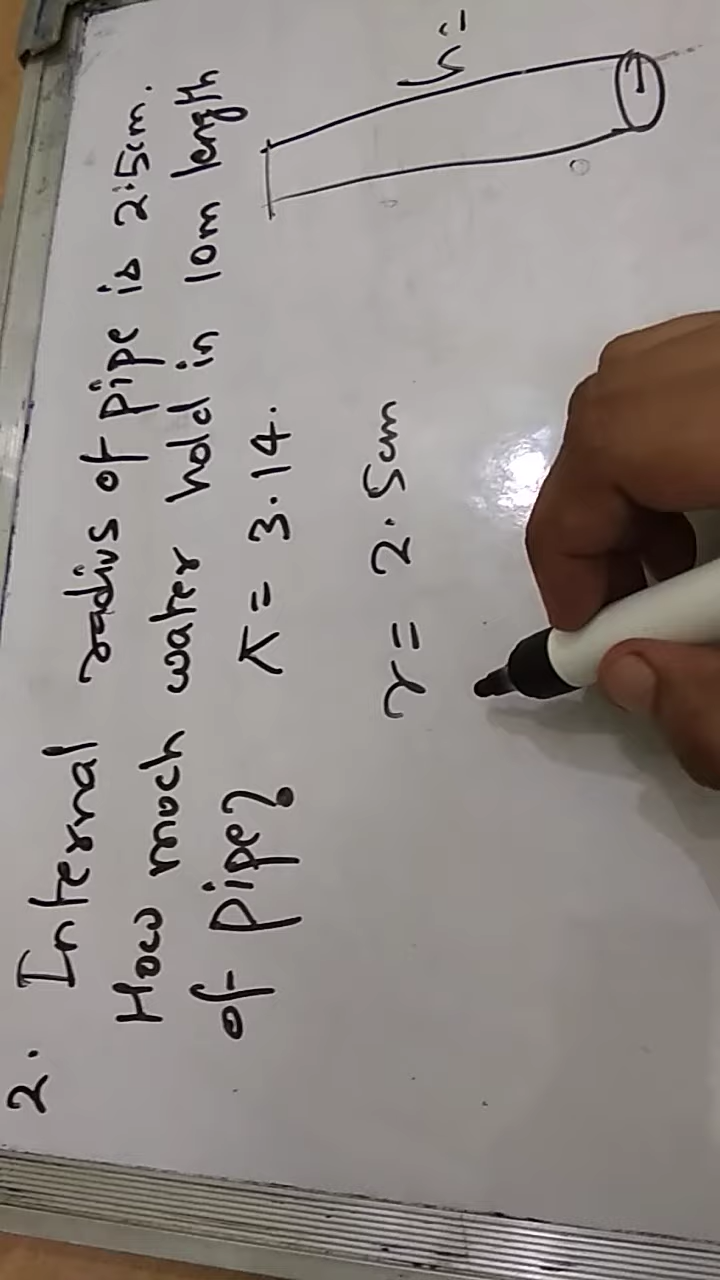 2. Internal radius of pipe is 2.5cm.
How moch water hold in 10m length
of pipe? π = 3.14.
r = 2.5cm
h =